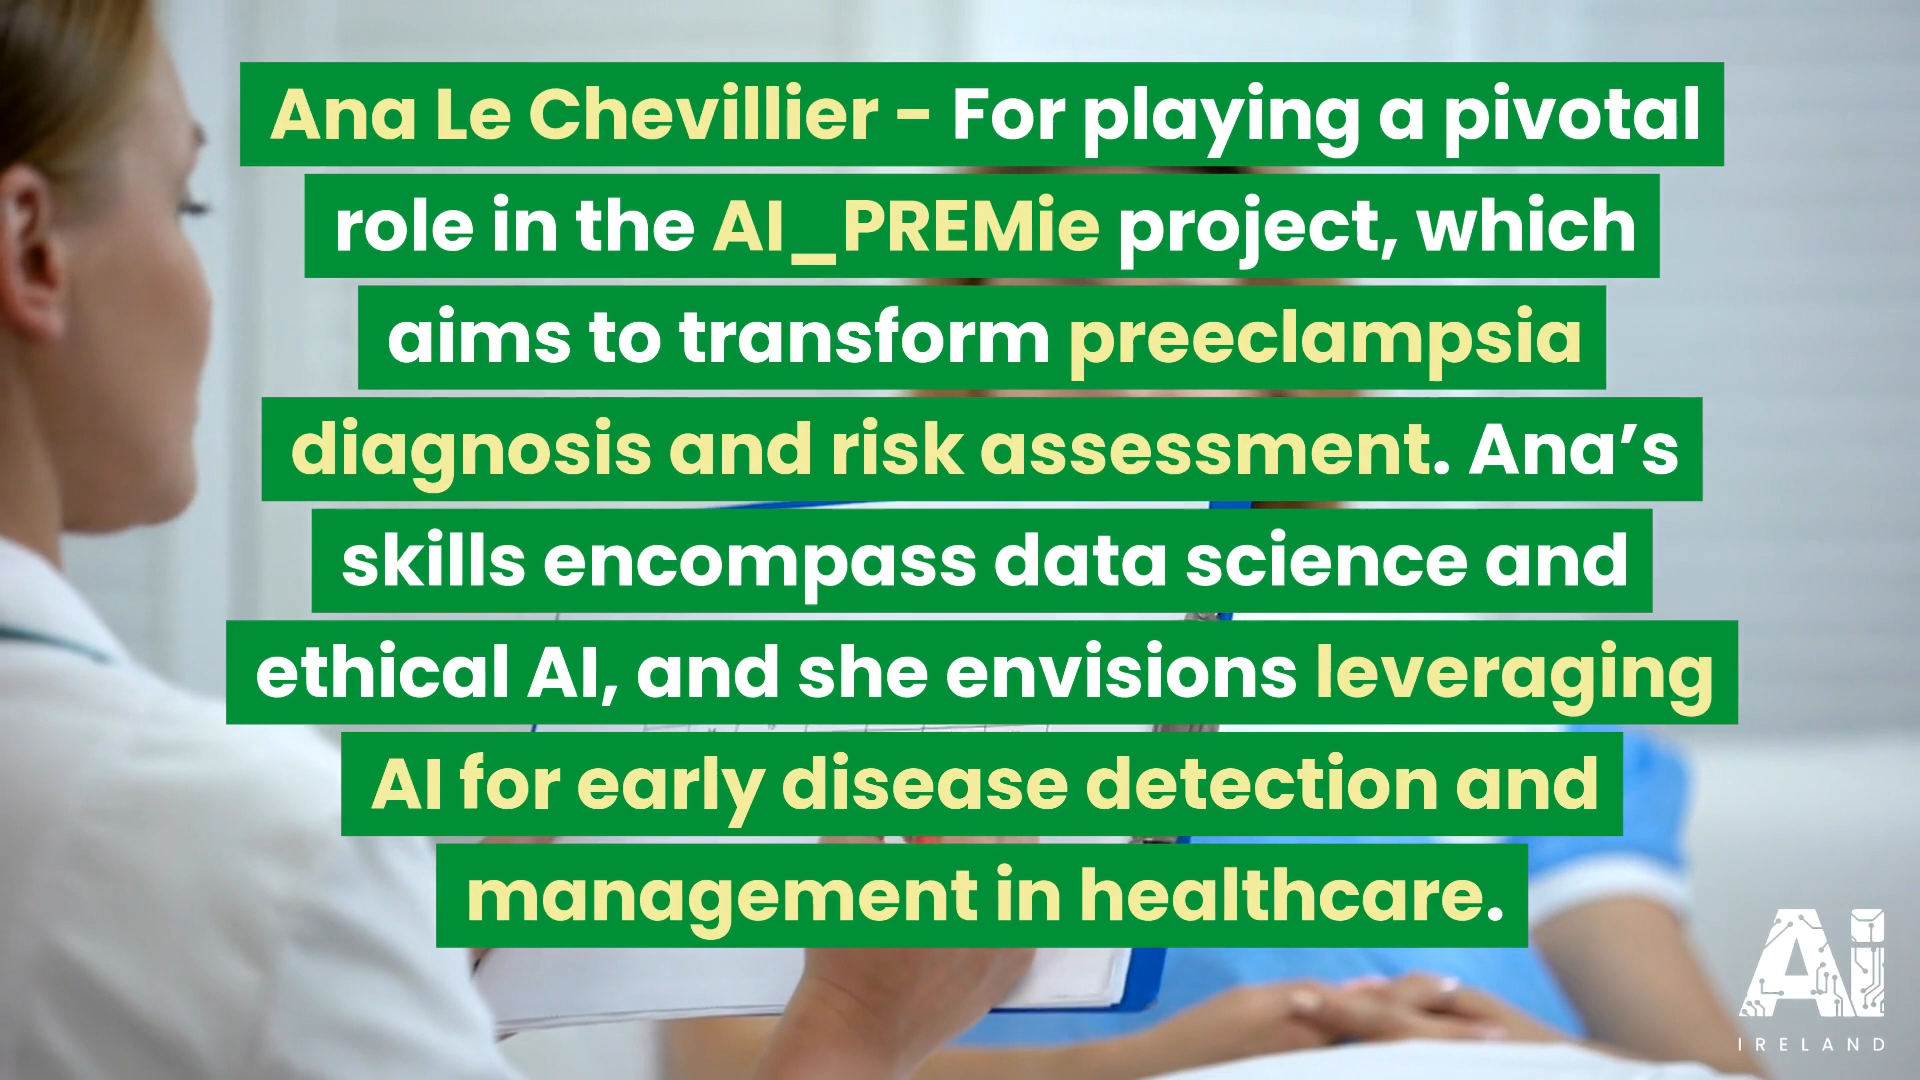 Ana Le Chevillier - For playing a pivotal
role in the AI_PREMie project, which
aims to transform preeclampsia
diagnosis and risk assessment. Ana’s
skills encompass data science and
ethical AI, and she envisions leveraging
AI for early disease detection and
management in healthcare.
Ai
IRELAND